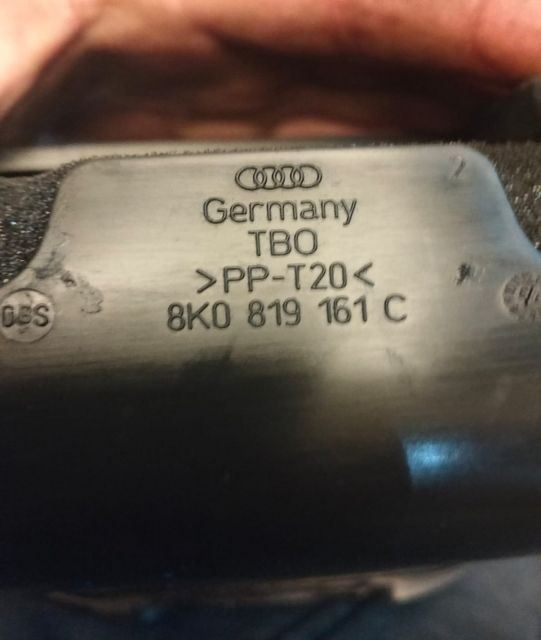 Germany
TBO
>PP-T20<
8K0 819 161 C